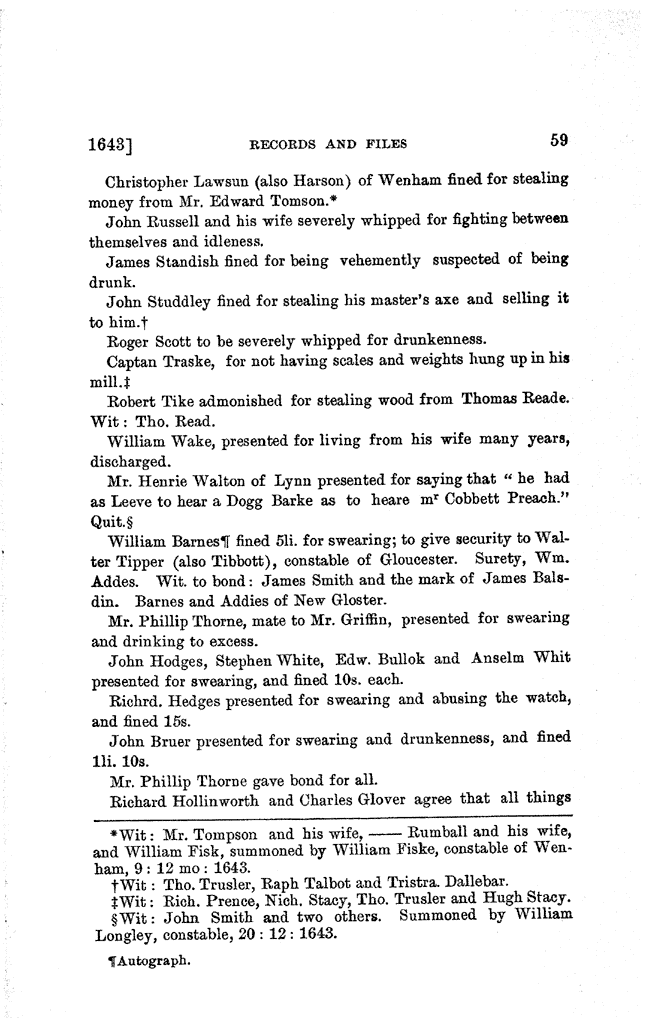 1643] RECORDS AND FILES 59
Christopher Lawsun (also Harson) of Wenham fined for stealing
money from Mr. Edward Tomson.*
John Russell and his wife severely whipped for fighting between
themselves and idleness.
James Standish fined for being vehemently suspected of being
drunk.
John Studdley fined for stealing his master's axe and selling it
to him.†
Roger Scott to be severely whipped for drunkenness.
Captan Traske, for not having scales and weights hung up in his
mill.‡
Robert Tike admonished for stealing wood from Thomas Reade.
Wit : Tho. Read.
William Wake, presented for living from his wife many years,
discharged.
Mr. Henrie Walton of Lynn presented for saying that " he had
as Leeve to hear a Dogg Barke as to heare mʳ Cobbett Preach."
Quit.§
William Barnes¶ fined 5li. for swearing; to give security to Wal-
ter Tipper (also Tibbott), constable of Gloucester. Surety, Wm.
Addes. Wit. to bond : James Smith and the mark of James Bals-
din. Barnes and Addies of New Gloster.
Mr. Phillip Thorne, mate to Mr. Griffin, presented for swearing
and drinking to excess.
John Hodges, Stephen White, Edw. Bullok and Anselm Whit
presented for swearing, and fined 10s. each.
Richrd. Hedges presented for swearing and abusing the watch,
and fined 15s.
John Bruer presented for swearing and drunkenness, and fined
1li. 10s.
Mr. Phillip Thorne gave bond for all.
Richard Hollinworth and Charles Glover agree that all things
*Wit : Mr. Tompson and his wife, —— Rumball and his wife,
and William Fisk, summoned by William Fiske, constable of Wen-
ham, 9 : 12 mo : 1643.
†Wit : Tho. Trusler, Raph Talbot and Tristra. Dallebar.
‡Wit : Rich. Prence, Nich. Stacy, Tho. Trusler and Hugh Stacy.
§Wit : John Smith and two others. Summoned by William
Longley, constable, 20 : 12 : 1643.
¶Autograph.